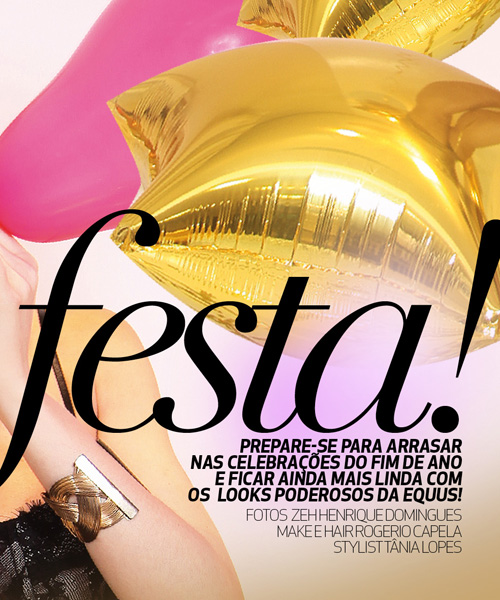 festa!
PREPARE-SE PARA ARRASAR
NAS CELEBRAÇÕES DO FIM DE ANO
E FICAR AINDA MAIS LINDA COM
OS LOOKS PODEROSOS DA EQUUS!
FOTOS ZEH HENRIQUE DOMINGUES
MAKE E HAIR ROGERIO CAPELA
STYLIST TÂNIA LOPES